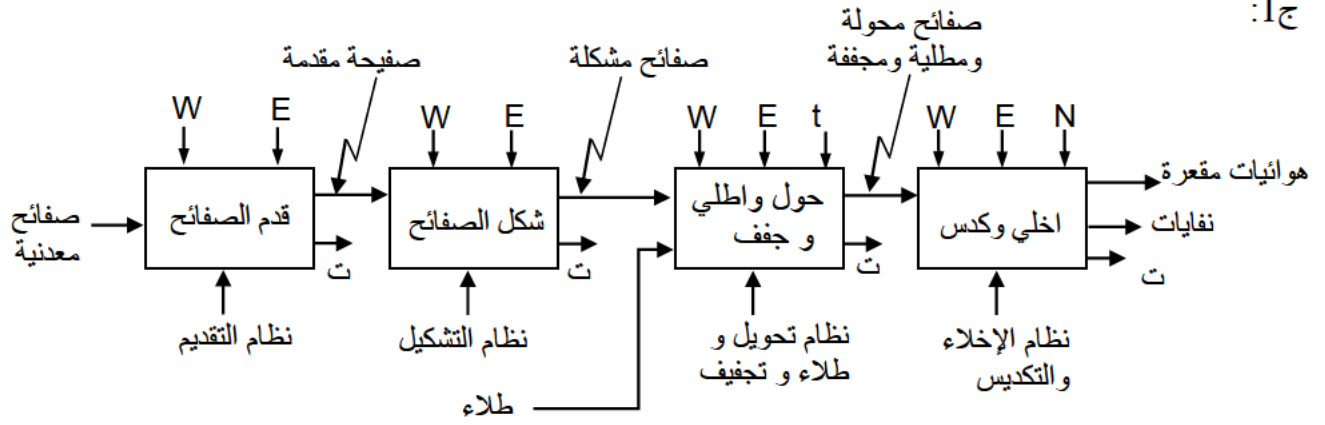 ج1:
صفيحة مقدمة
صفائح مشكلة
صفائح محولة
ومطلية ومجففة
W E
W E
W E t
W E N
صفائح
معدنية
قدم الصفائح
شكل الصفائح
حول واطلي
و جفف
اخلي وكدس
هوائيات مقعرة
نفايات
ت
ت
ت
ت
نظام التقديم
نظام التشكيل
نظام تحويل و
طلاء و تجفيف
نظام الإخلاء
والتكديس
طلاء